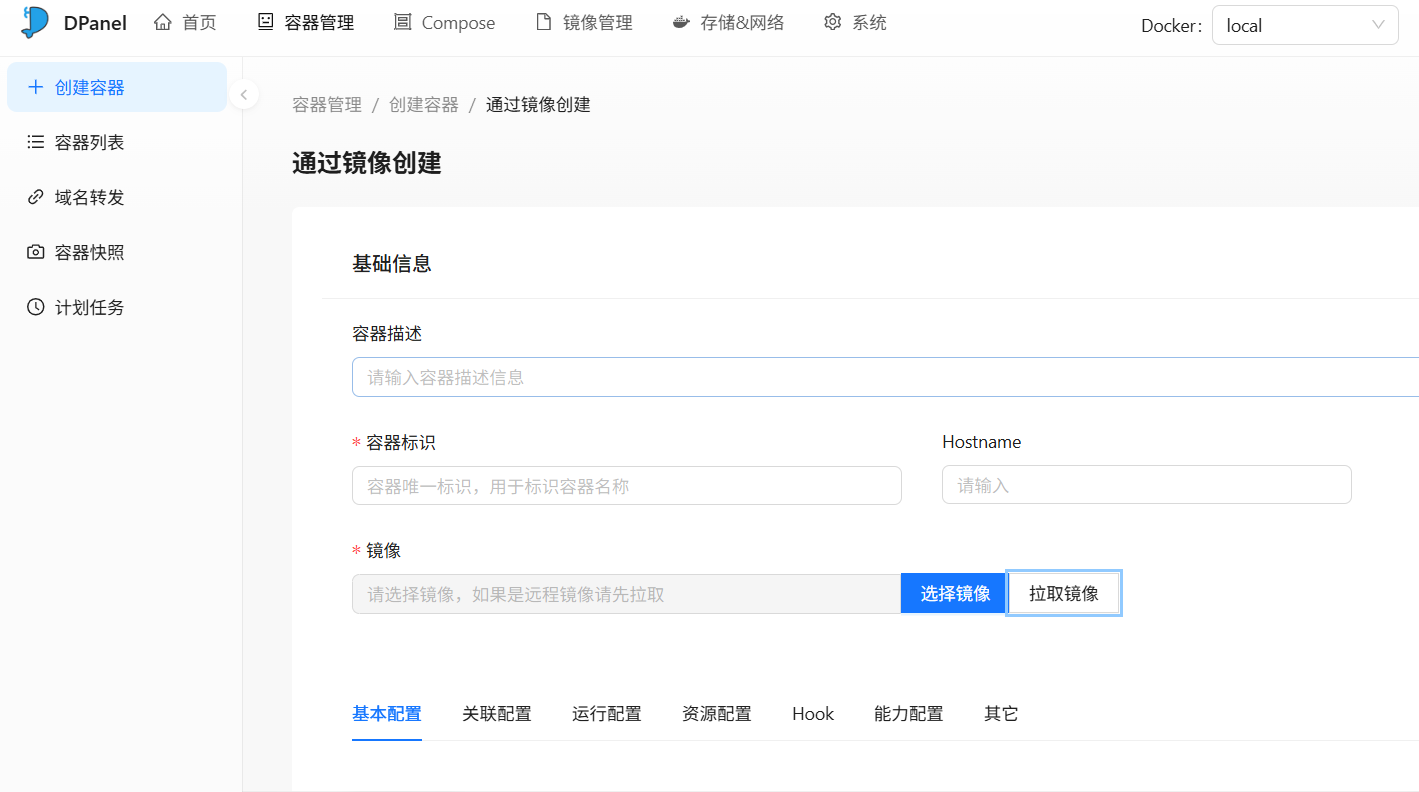 DPanel 首页 容器管理 Compose 镜像管理 存储&网络 系统 Docker: local
创建容器
容器列表
域名转发
容器快照
计划任务
容器管理 / 创建容器 / 通过镜像创建
通过镜像创建
基础信息
容器描述
请输入容器描述信息
* 容器标识 Hostname
容器唯一标识，用于标识容器名称 请输入
* 镜像
请选择镜像，如果是远程镜像请先拉取 选择镜像 拉取镜像
基本配置 关联配置 运行配置 资源配置 Hook 能力配置 其它